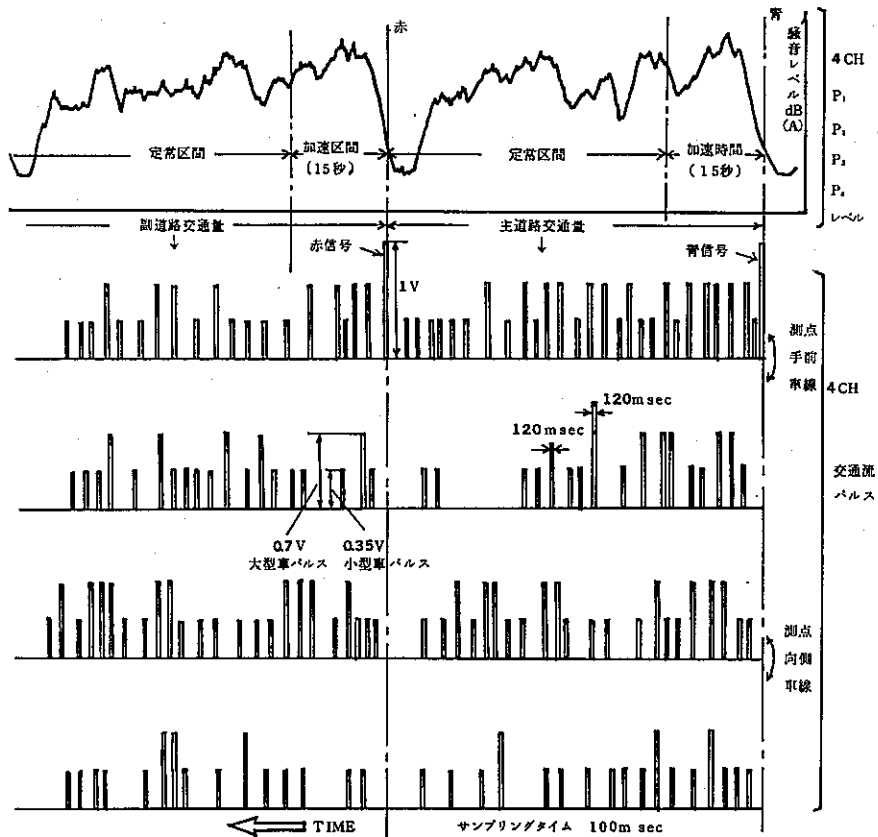 赤
青
騒音レベル dB (A)
4CH
P₁
P₂
P₃
P₄
レベル
定常区間
加速区間
(15秒)
定常区間
加速時間
(15秒)
副道路交通量
主道路交通量
赤信号
青信号
1V
測点
手前
車線
4CH
120m sec
120m sec
交通流
パルス
0.7V
大型車パルス
0.35V
小型車パルス
測点
向側
車線
TIME
サンプリングタイム 100m sec